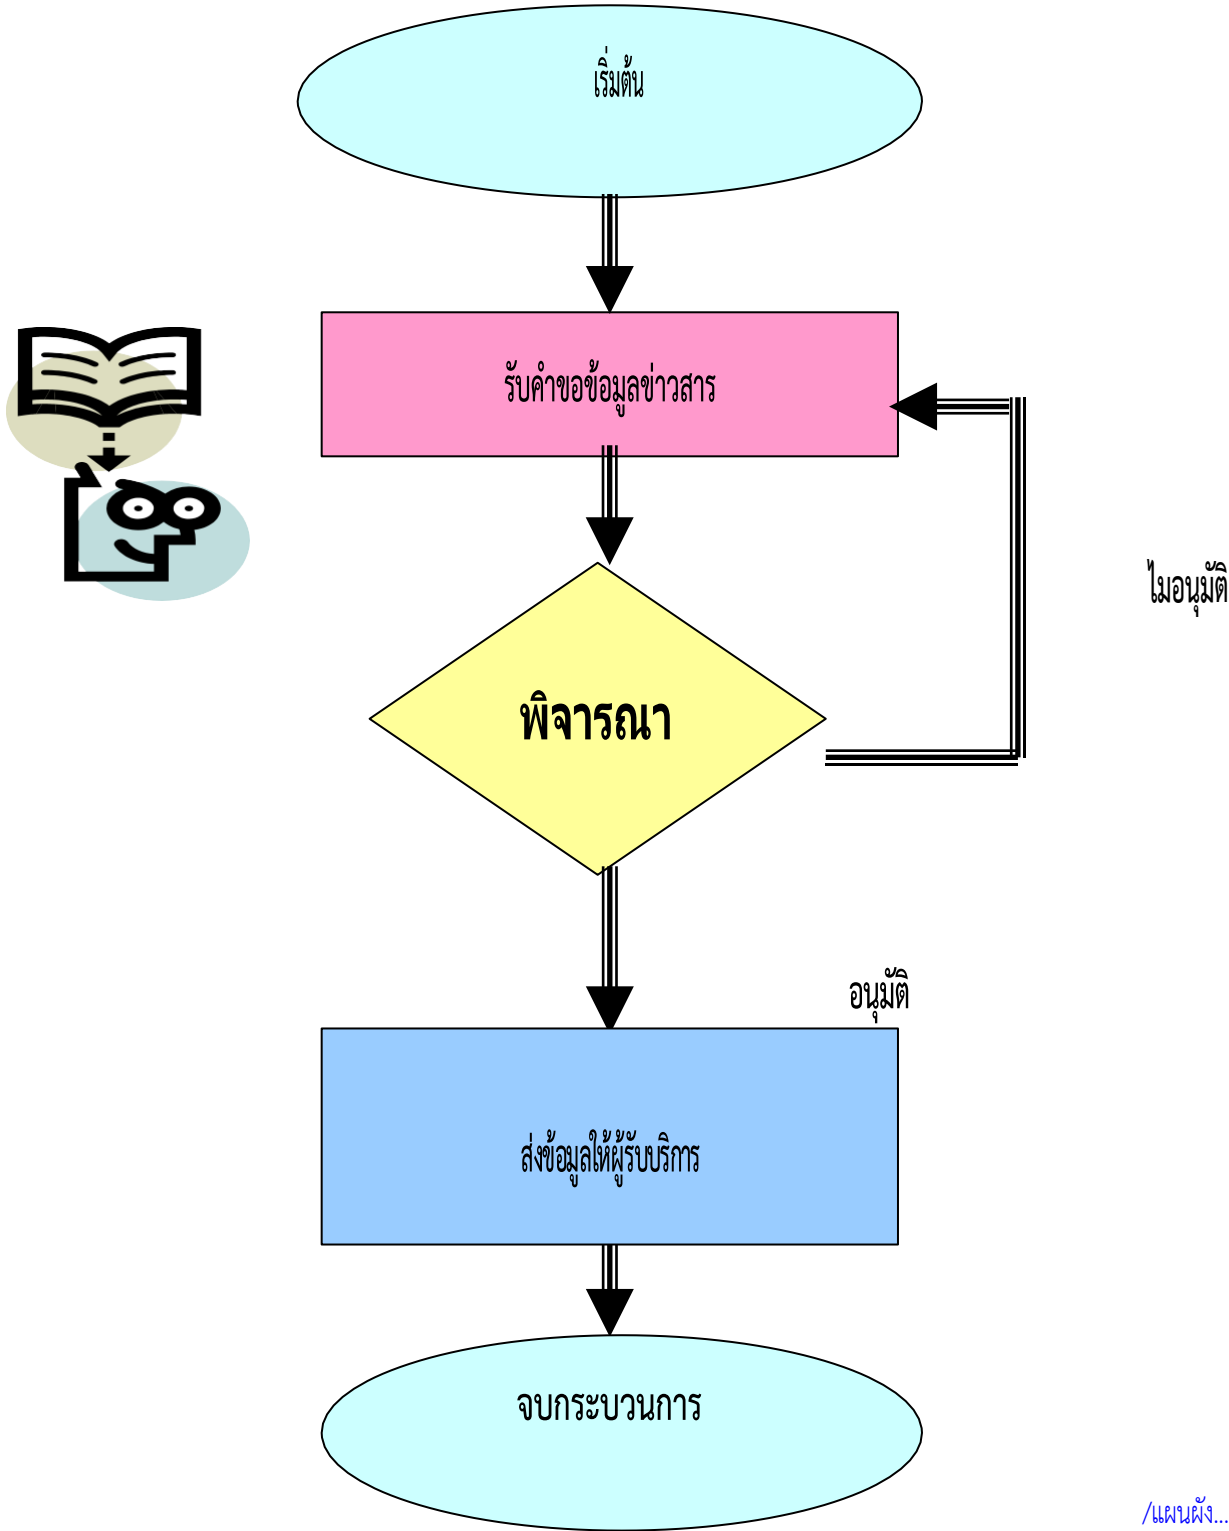 เริ่มต้น
รับคำขอข้อมูลข่าวสาร
ไมอนุมัติ
พิจารณา
อนุมัติ
ส่งข้อมูลให้ผู้รับบริการ
จบกระบวนการ
/แผนผัง...